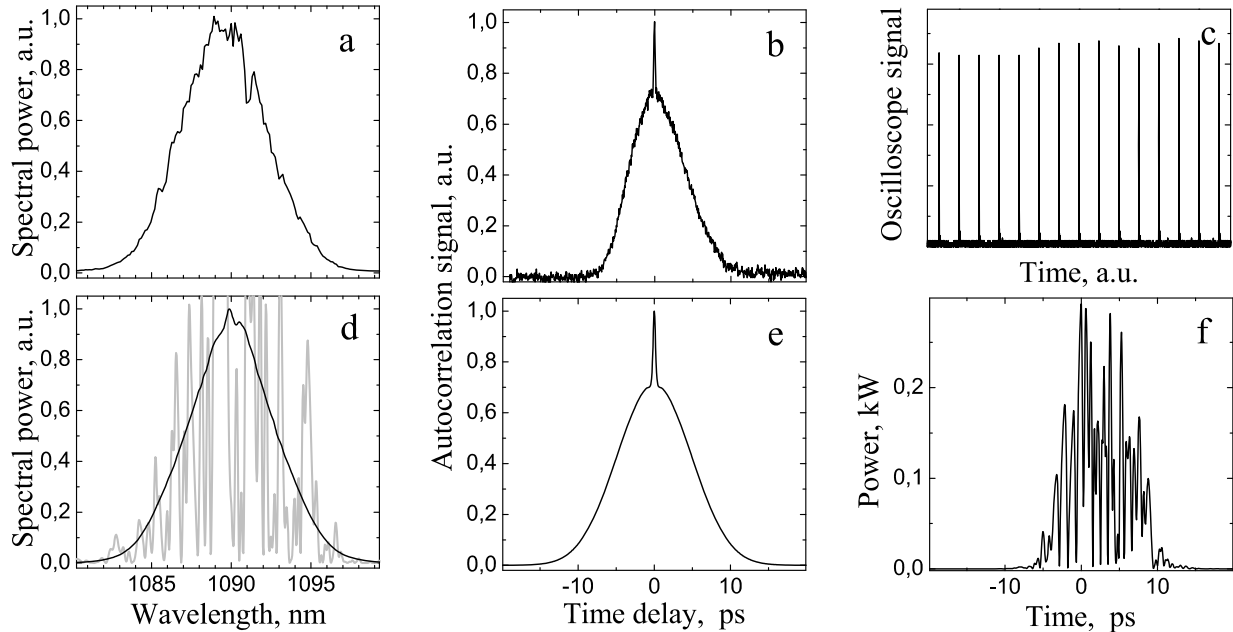 1,0
0,8
0,6
0,4
0,2
0,0
Spectral power, a.u.
a
1,0
0,8
0,6
0,4
0,2
0,0
Autocorrelation signal, a.u.
b
Oscilloscope signal
c
Time, a.u.
1,0
0,8
0,6
0,4
0,2
0,0
Spectral power, a.u.
d
1085 1090 1095
Wavelength, nm
1,0
0,8
0,6
0,4
0,2
0,0
e
-10 0 10
Time delay, ps
0,2
0,1
0,0
Power, kW
f
-10 0 10
Time, ps